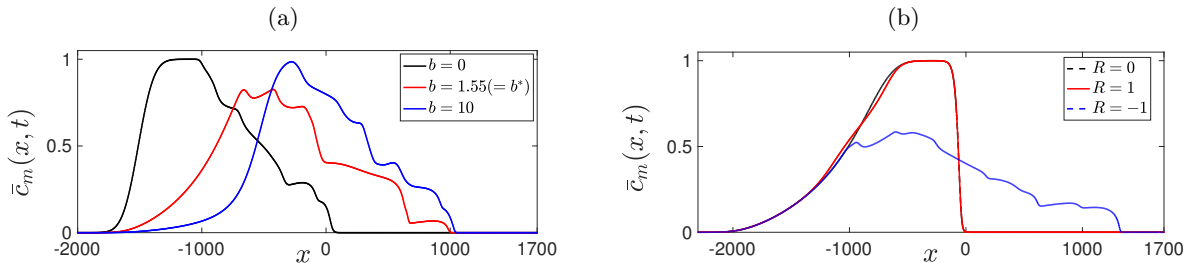 (a)
1
0.5
0
-2000
-1000
0
1000
1700
x
c̄ₘ(x, t)
b = 0
b = 1.55(= b*)
b = 10
(b)
1
0.5
0
-2000
-1000
0
1000
1700
x
c̄ₘ(x, t)
R = 0
R = 1
R = −1